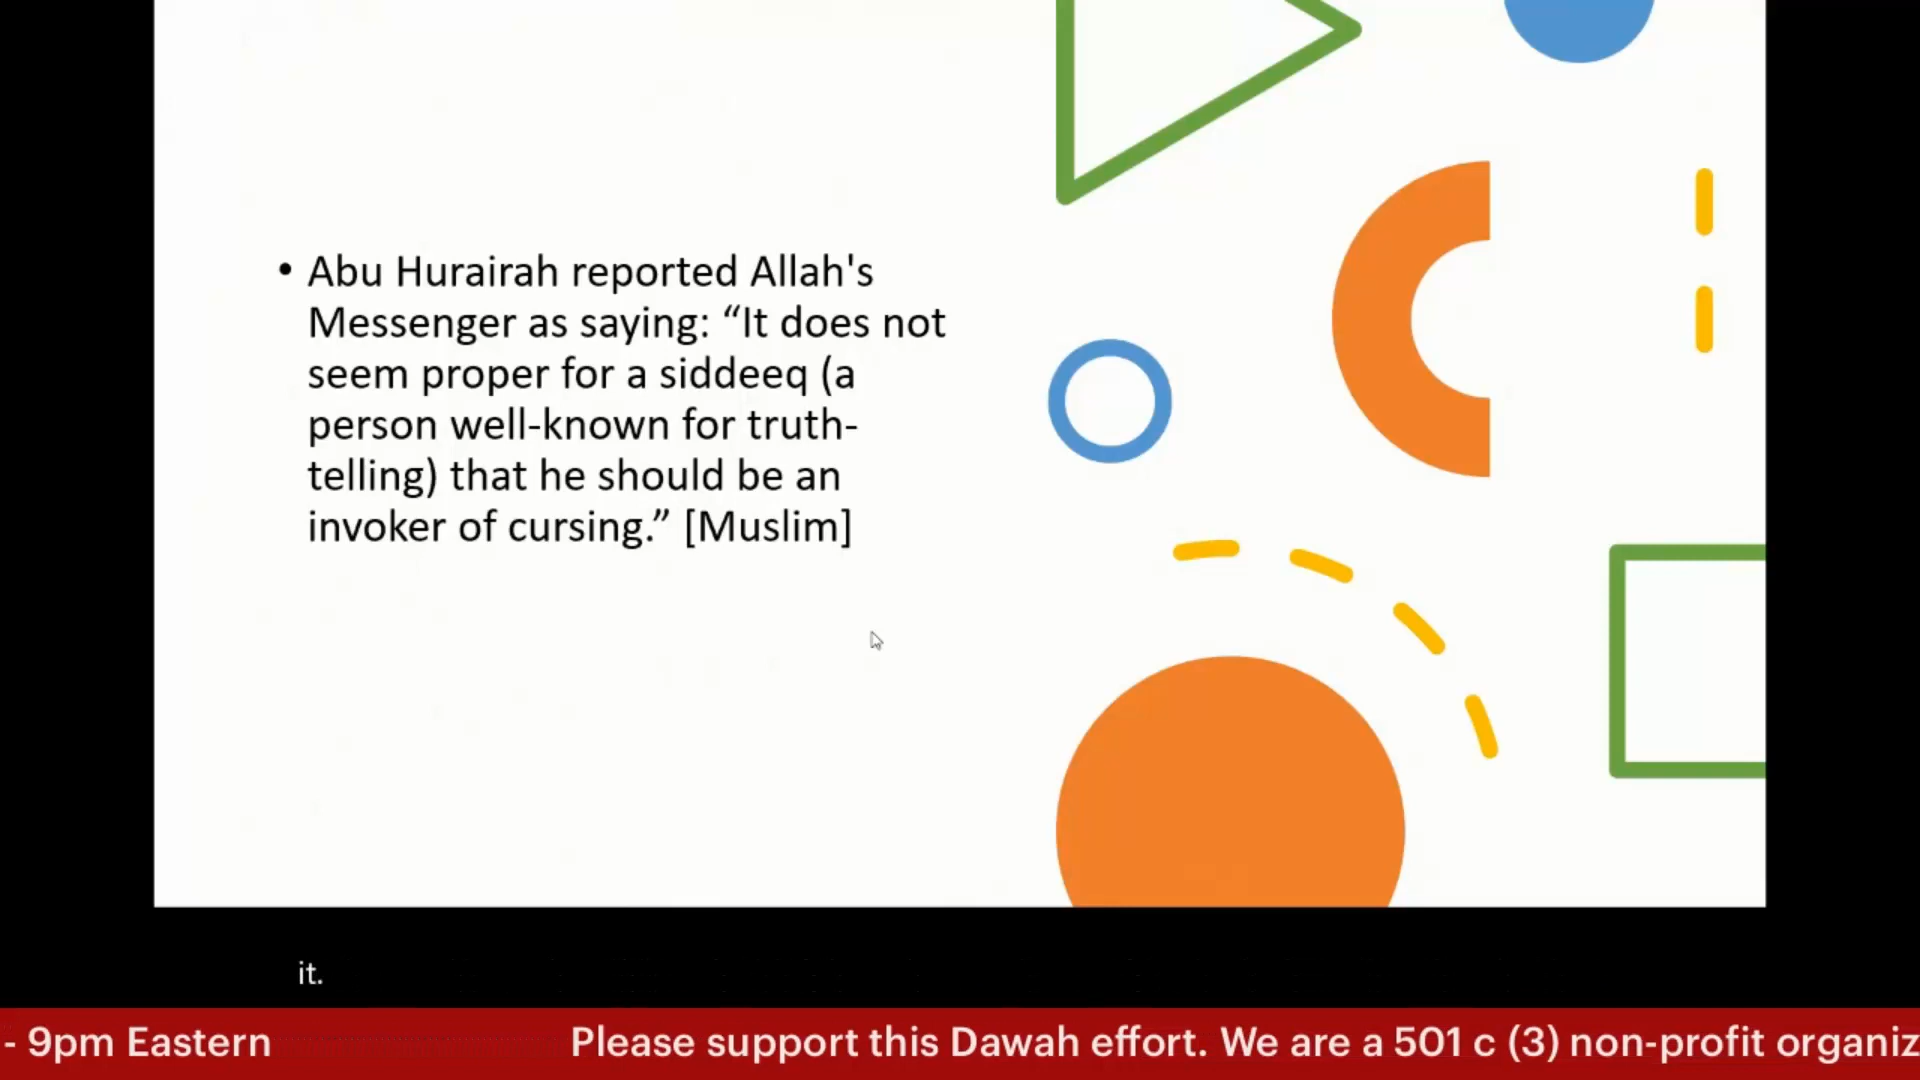 • Abu Hurairah reported Allah's
Messenger as saying: “It does not
seem proper for a siddeeq (a
person well-known for truth-
telling) that he should be an
invoker of cursing.” [Muslim]
it.
- 9pm Eastern Please support this Dawah effort. We are a 501 c (3) non-profit organiz